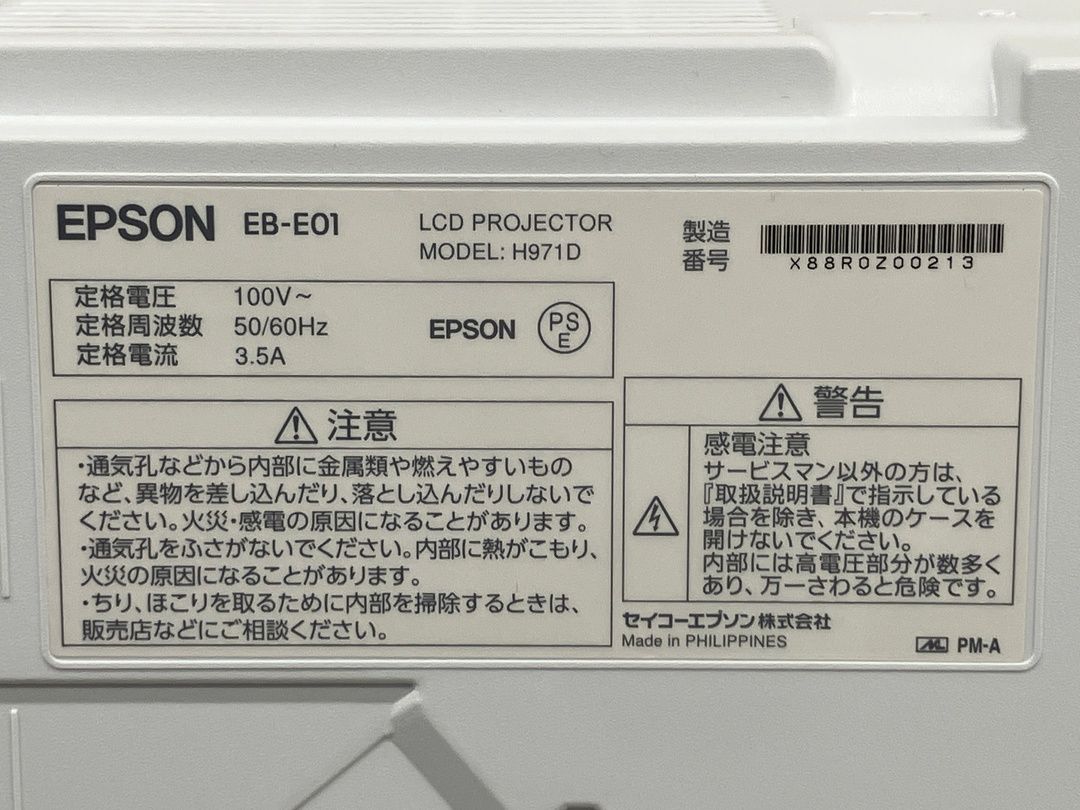 EPSON EB-E01
LCD PROJECTOR
MODEL: H971D
製造
番号
X88R0Z00213
定格電圧 100V～
定格周波数 50/60Hz
定格電流 3.5A
EPSON
PS
E
注意
・通気孔などから内部に金属類や燃えやすいもの
など、異物を差し込んだり、落とし込んだりしないで
ください。火災・感電の原因になることがあります。
・通気孔をふさがないでください。内部に熱がこもり、
火災の原因になることがあります。
・ちり、ほこりを取るために内部を掃除するときは、
販売店などにご相談ください。
警告
感電注意
サービスマン以外の方は、
『取扱説明書』で指示している
場合を除き、本機のケースを
開けないでください。
内部には高電圧部分が数多く
あり、万一さわると危険です。
セイコーエプソン株式会社
Made in PHILIPPINES
ML PM-A